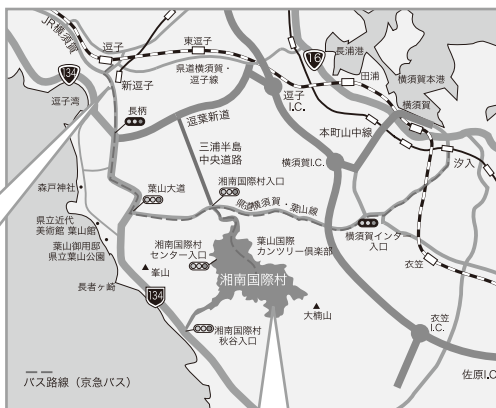 JR横須賀
134
逗子
東逗子
16
長浦港
県道横須賀・
逗子線
田浦
横須賀本港
新逗子
横須賀
逗子湾
逗子
I.C.
長柄
逗葉新道
本町山中線
三浦半島
中央道路
汐入
横須賀I.C.
森戸神社
葉山大道
湘南国際村入口
県道横須賀・葉山線
県立近代
美術館 葉山館
葉山御用邸
県立葉山公園
湘南国際村
センター入口
葉山国際
カンツリー倶楽部
横須賀インター
入口
衣笠
峯山
湘南国際村
長者ヶ崎
134
大楠山
衣笠
I.C.
湘南国際村
秋谷入口
バス路線（京急バス）
佐原I.C